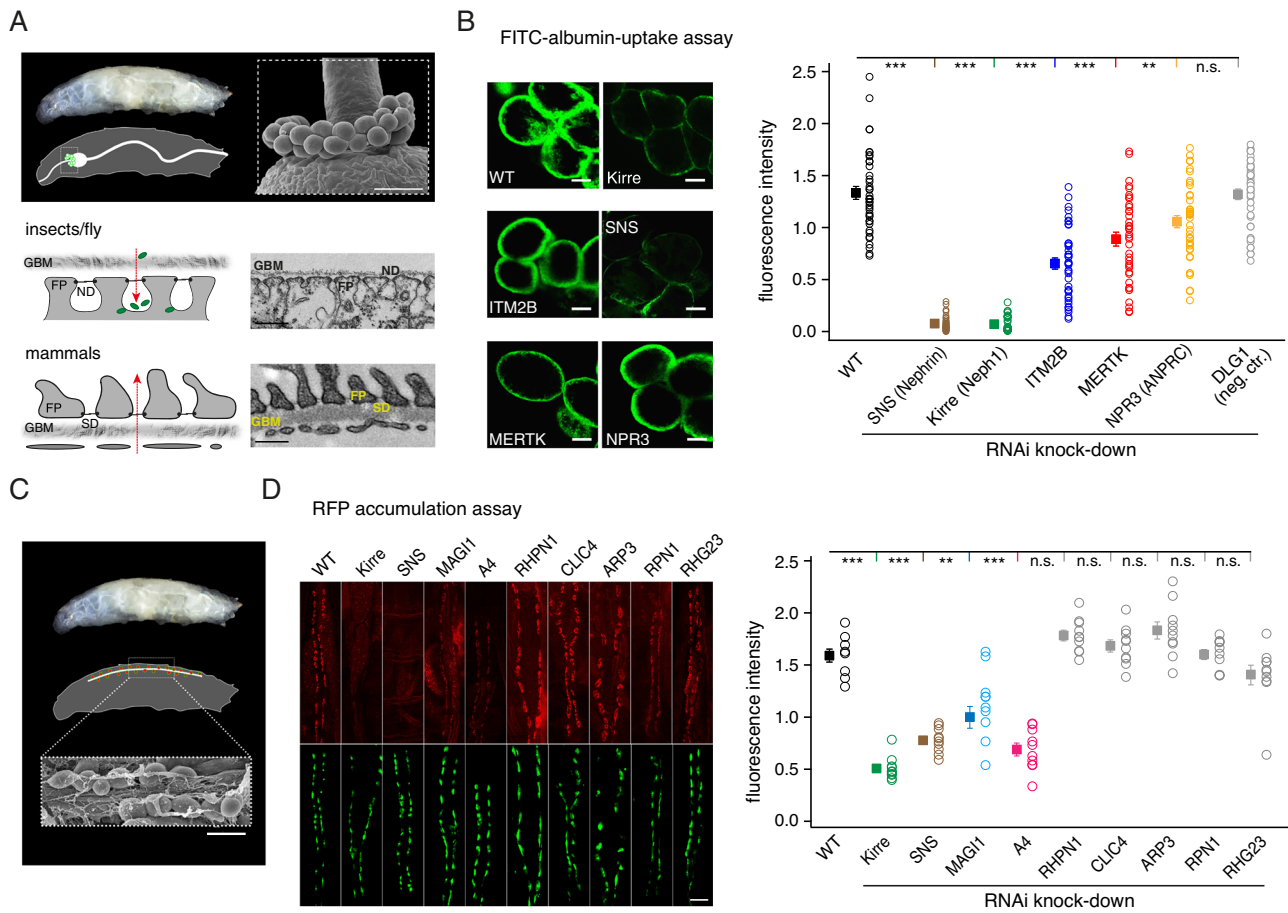 A
insects/fly
GBM
FP
ND
GBM
ND
FP
mammals
FP
SD
GBM
FP
SD
GBM
B
FITC-albumin-uptake assay
WT
Kirre
ITM2B
SNS
MERTK
NPR3
*** *** *** *** ** n.s.
fluorescence intensity
2.5
2.0
1.5
1.0
0.5
0.0
WT
SNS (Nephrin)
Kirre (Neph1)
ITM2B
MERTK
NPR3 (ANPRC)
DLG1
(neg. ctr.)
RNAi knock-down
C
D
RFP accumulation assay
WT
Kirre
SNS
MAGI1
A4
RHPN1
CLIC4
ARP3
RPN1
RHG23
*** *** ** *** n.s. n.s. n.s. n.s. n.s.
fluorescence intensity
2.5
2.0
1.5
1.0
0.5
0.0
WT
Kirre
SNS
MAGI1
A4
RHPN1
CLIC4
ARP3
RPN1
RHG23
RNAi knock-down